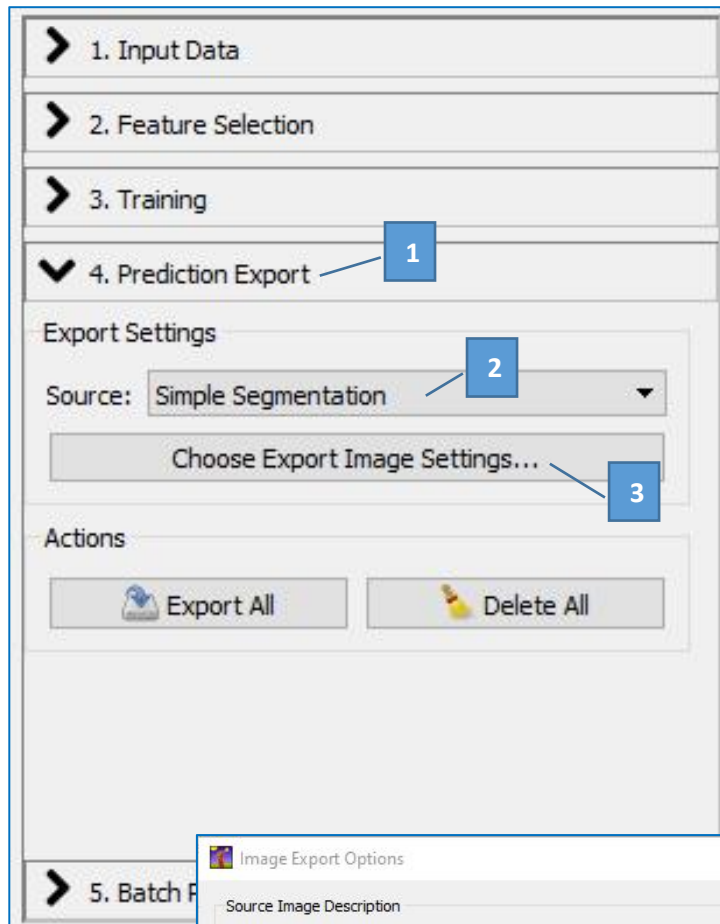 1. Input Data
2. Feature Selection
3. Training
1
4. Prediction Export
Export Settings
2
Source: Simple Segmentation
Choose Export Image Settings...
3
Actions
Export All Delete All
Image Export Options
5. Batch
Source Image Description